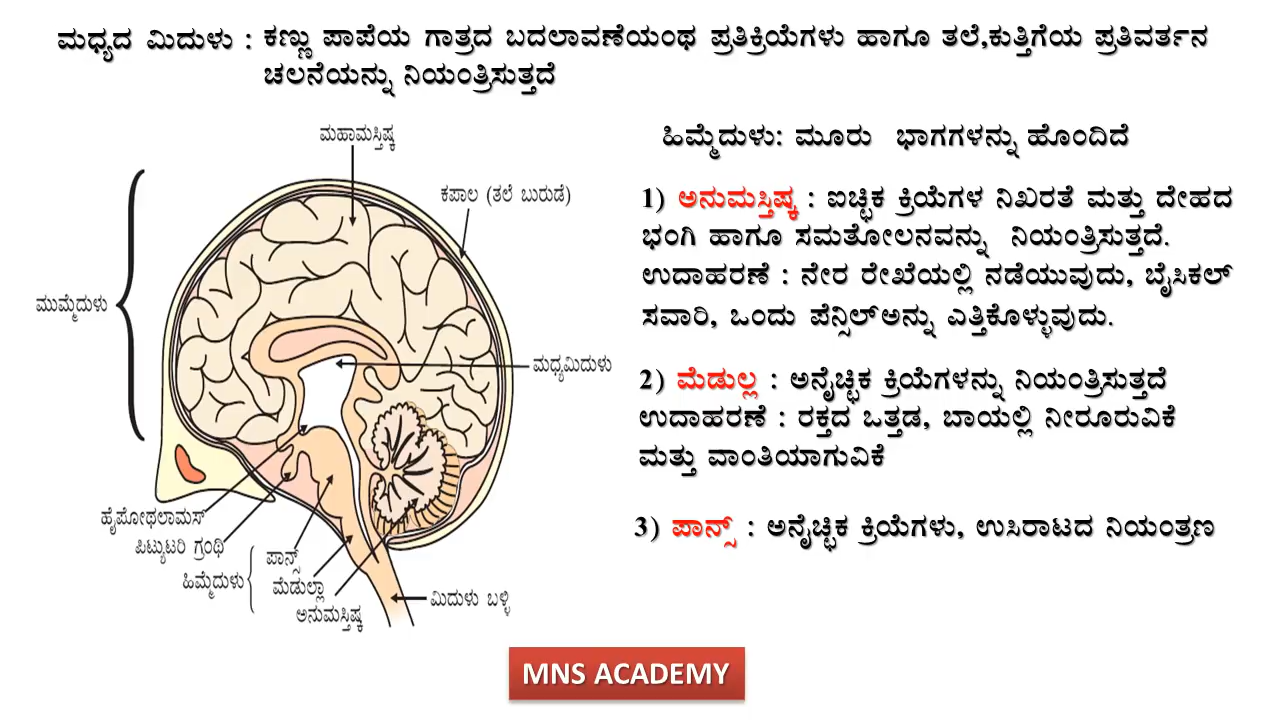 ಮಧ್ಯದ ಮಿದುಳು : ಕಣ್ಣು ಪಾಪೆಯ ಗಾತ್ರದ ಬದಲಾವಣೆಯಂಥ ಪ್ರತಿಕ್ರಿಯೆಗಳು ಹಾಗೂ ತಲೆ,ಕುತ್ತಿಗೆಯ ಪ್ರತಿವರ್ತನ
ಚಲನೆಯನ್ನು ನಿಯಂತ್ರಿಸುತ್ತದೆ
ಮಹಾಮಸ್ತಿಷ್ಕ
ಕಪಾಲ (ತಲೆ ಬುರುಡೆ)
ಮುಮ್ಮೆದುಳು
ಮಧ್ಯಮಿದುಳು
ಹೈಪೋಥಲಾಮಸ್
ಪಿಟ್ಯುಟರಿ ಗ್ರಂಥಿ
ಹಿಮ್ಮೆದುಳು
ಪಾನ್ಸ್
ಮೆಡುಲ್ಲಾ
ಅನುಮಸ್ತಿಷ್ಕ
ಮಿದುಳು ಬಳ್ಳಿ
ಹಿಮ್ಮೆದುಳು: ಮೂರು ಭಾಗಗಳನ್ನು ಹೊಂದಿದೆ
1) ಅನುಮಸ್ತಿಷ್ಕ : ಐಚ್ಛಿಕ ಕ್ರಿಯೆಗಳ ನಿಖರತೆ ಮತ್ತು ದೇಹದ
ಭಂಗಿ ಹಾಗೂ ಸಮತೋಲನವನ್ನು ನಿಯಂತ್ರಿಸುತ್ತದೆ.
ಉದಾಹರಣೆ : ನೇರ ರೇಖೆಯಲ್ಲಿ ನಡೆಯುವುದು, ಬೈಸಿಕಲ್
ಸವಾರಿ, ಒಂದು ಪೆನ್ಸಿಲ್‌ಅನ್ನು ಎತ್ತಿಕೊಳ್ಳುವುದು.
2) ಮೆಡುಲ್ಲ : ಅನೈಚ್ಛಿಕ ಕ್ರಿಯೆಗಳನ್ನು ನಿಯಂತ್ರಿಸುತ್ತದೆ
ಉದಾಹರಣೆ : ರಕ್ತದ ಒತ್ತಡ, ಬಾಯಲ್ಲಿ ನೀರೂರುವಿಕೆ
ಮತ್ತು ವಾಂತಿಯಾಗುವಿಕೆ
3) ಪಾನ್ಸ್ : ಅನೈಚ್ಛಿಕ ಕ್ರಿಯೆಗಳು, ಉಸಿರಾಟದ ನಿಯಂತ್ರಣ
MNS ACADEMY